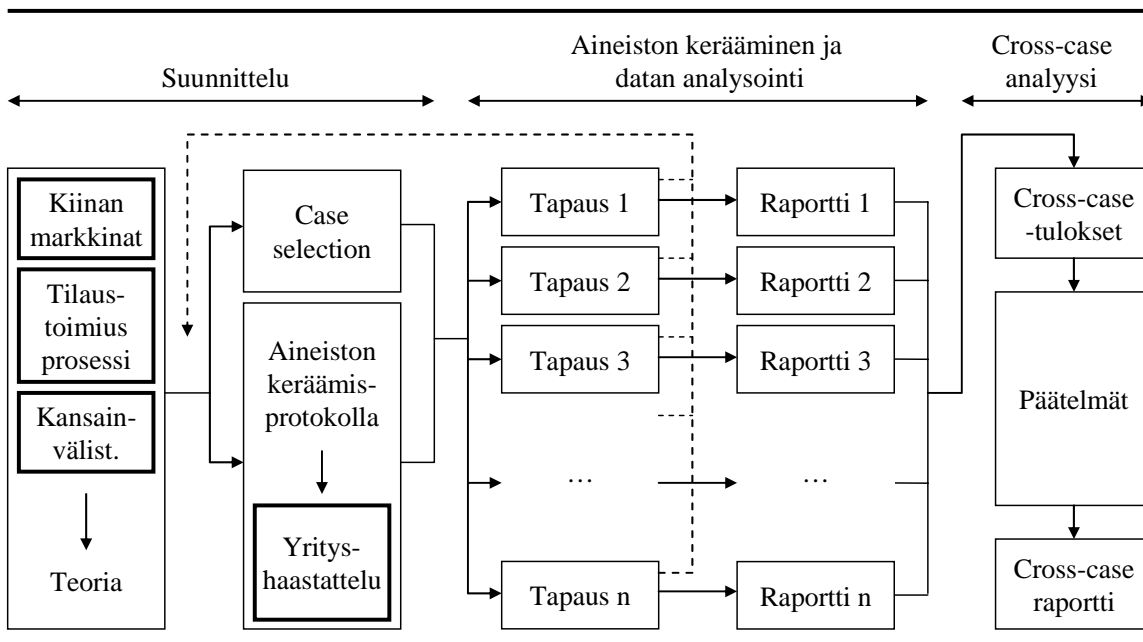 Suunnittelu
Aineiston kerääminen ja
datan analysointi
Cross-case
analyysi
Kiinan
markkinat
Tilaus-
toimius
prosessi
Kansain-
välist.
Teoria
Case
selection
Aineiston
keräämis-
protokolla
Yritys-
haastattelu
Tapaus 1
Tapaus 2
Tapaus 3
…
Tapaus n
Raportti 1
Raportti 2
Raportti 3
…
Raportti n
Cross-case
-tulokset
Päätelmät
Cross-case
raportti